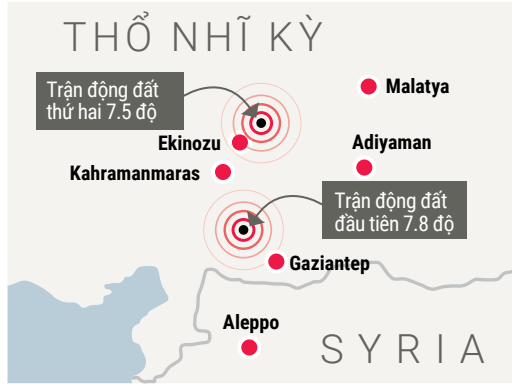 THỔ NHĨ KỲ
Trận động đất
thứ hai 7.5 độ
Malatya
Ekinozu
Adiyaman
Kahramanmaras
Trận động đất
đầu tiên 7.8 độ
Gaziantep
Aleppo
SYRIA